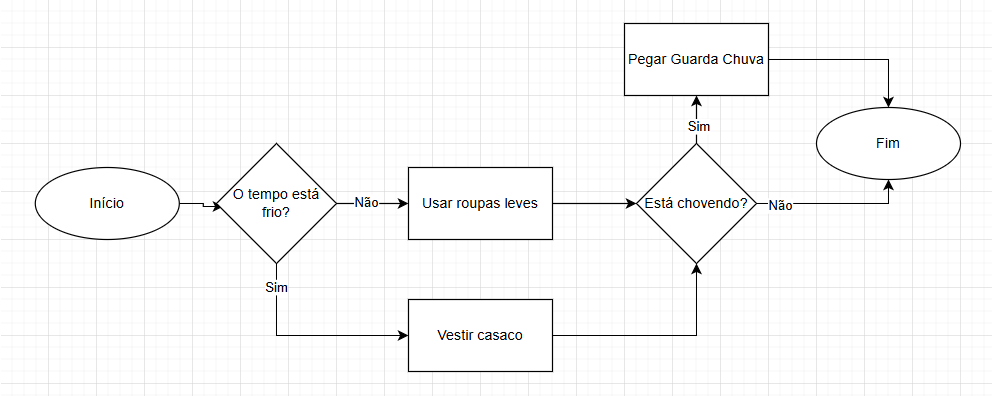 Início
O tempo está
frio?
Não
Usar roupas leves
Sim
Vestir casaco
Está chovendo?
Sim
Pegar Guarda Chuva
Não
Fim